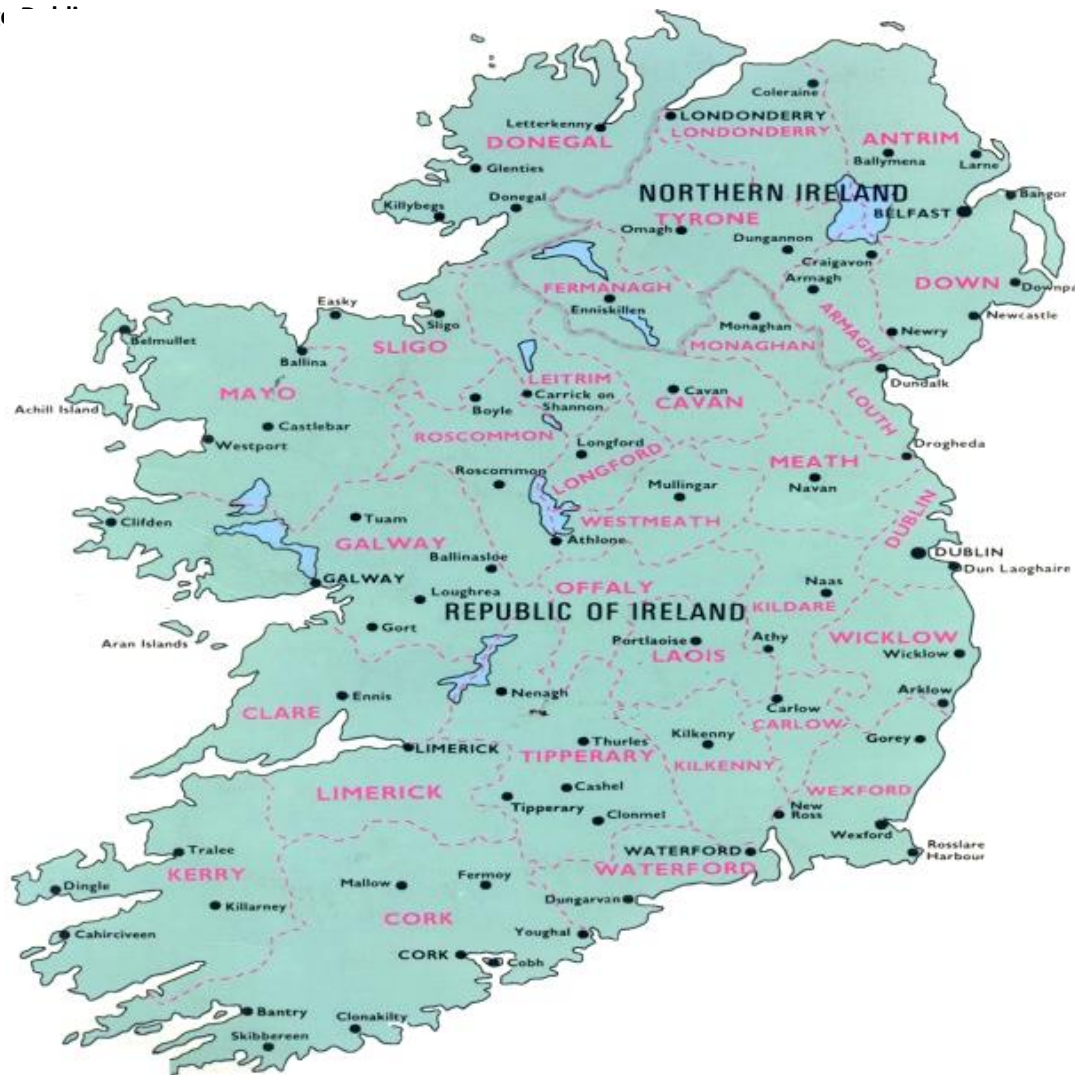 Coleraine
LONDONDERRY
LONDONDERRY
Letterkenny
DONEGAL
ANTRIM
Ballymena
Larne
Glenties
NORTHERN IRELAND
Bangor
Killybegs
Donegal
BELFAST
TYRONE
Omagh
Dungannon
Craigavon
Armagh
DOWN
FERMANAGH
Enniskillen
Easky
Sligo
Monaghan
ARMAGH
Newcastle
Belmullet
Newry
MONAGHAN
SLIGO
Ballina
LEITRIM
Dundalk
MAYO
Carrick on
Shannon
Cavan
CAVAN
LOUTH
Achill Island
Boyle
Castlebar
ROSCOMMON
Westport
Longford
Drogheda
LONGFORD
MEATH
Roscommon
Mullingar
Navan
Clifden
Tuam
WESTMEATH
DUBLIN
GALWAY
Athlone
Ballinasloe
DUBLIN
Dun Laoghaire
GALWAY
OFFALY
Naas
Loughrea
REPUBLIC OF IRELAND
KILDARE
Gort
Aran Islands
Portlaoise
Athy
WICKLOW
LAOIS
Wicklow
Ennis
Nenagh
Arklow
CLARE
Carlow
CARLOW
Kilkenny
Gorey
LIMERICK
Thurles
TIPPERARY
KILKENNY
LIMERICK
Cashel
WEXFORD
Tipperary
Clonmel
New
Ross
Wexford
Tralee
WATERFORD
Rosslare
Harbour
KERRY
WATERFORD
Dingle
Mallow
Fermoy
Killarney
Dungarvan
CORK
Cahirciveen
Youghal
CORK
Cobh
Bantry
Clonakilty
Skibbereen